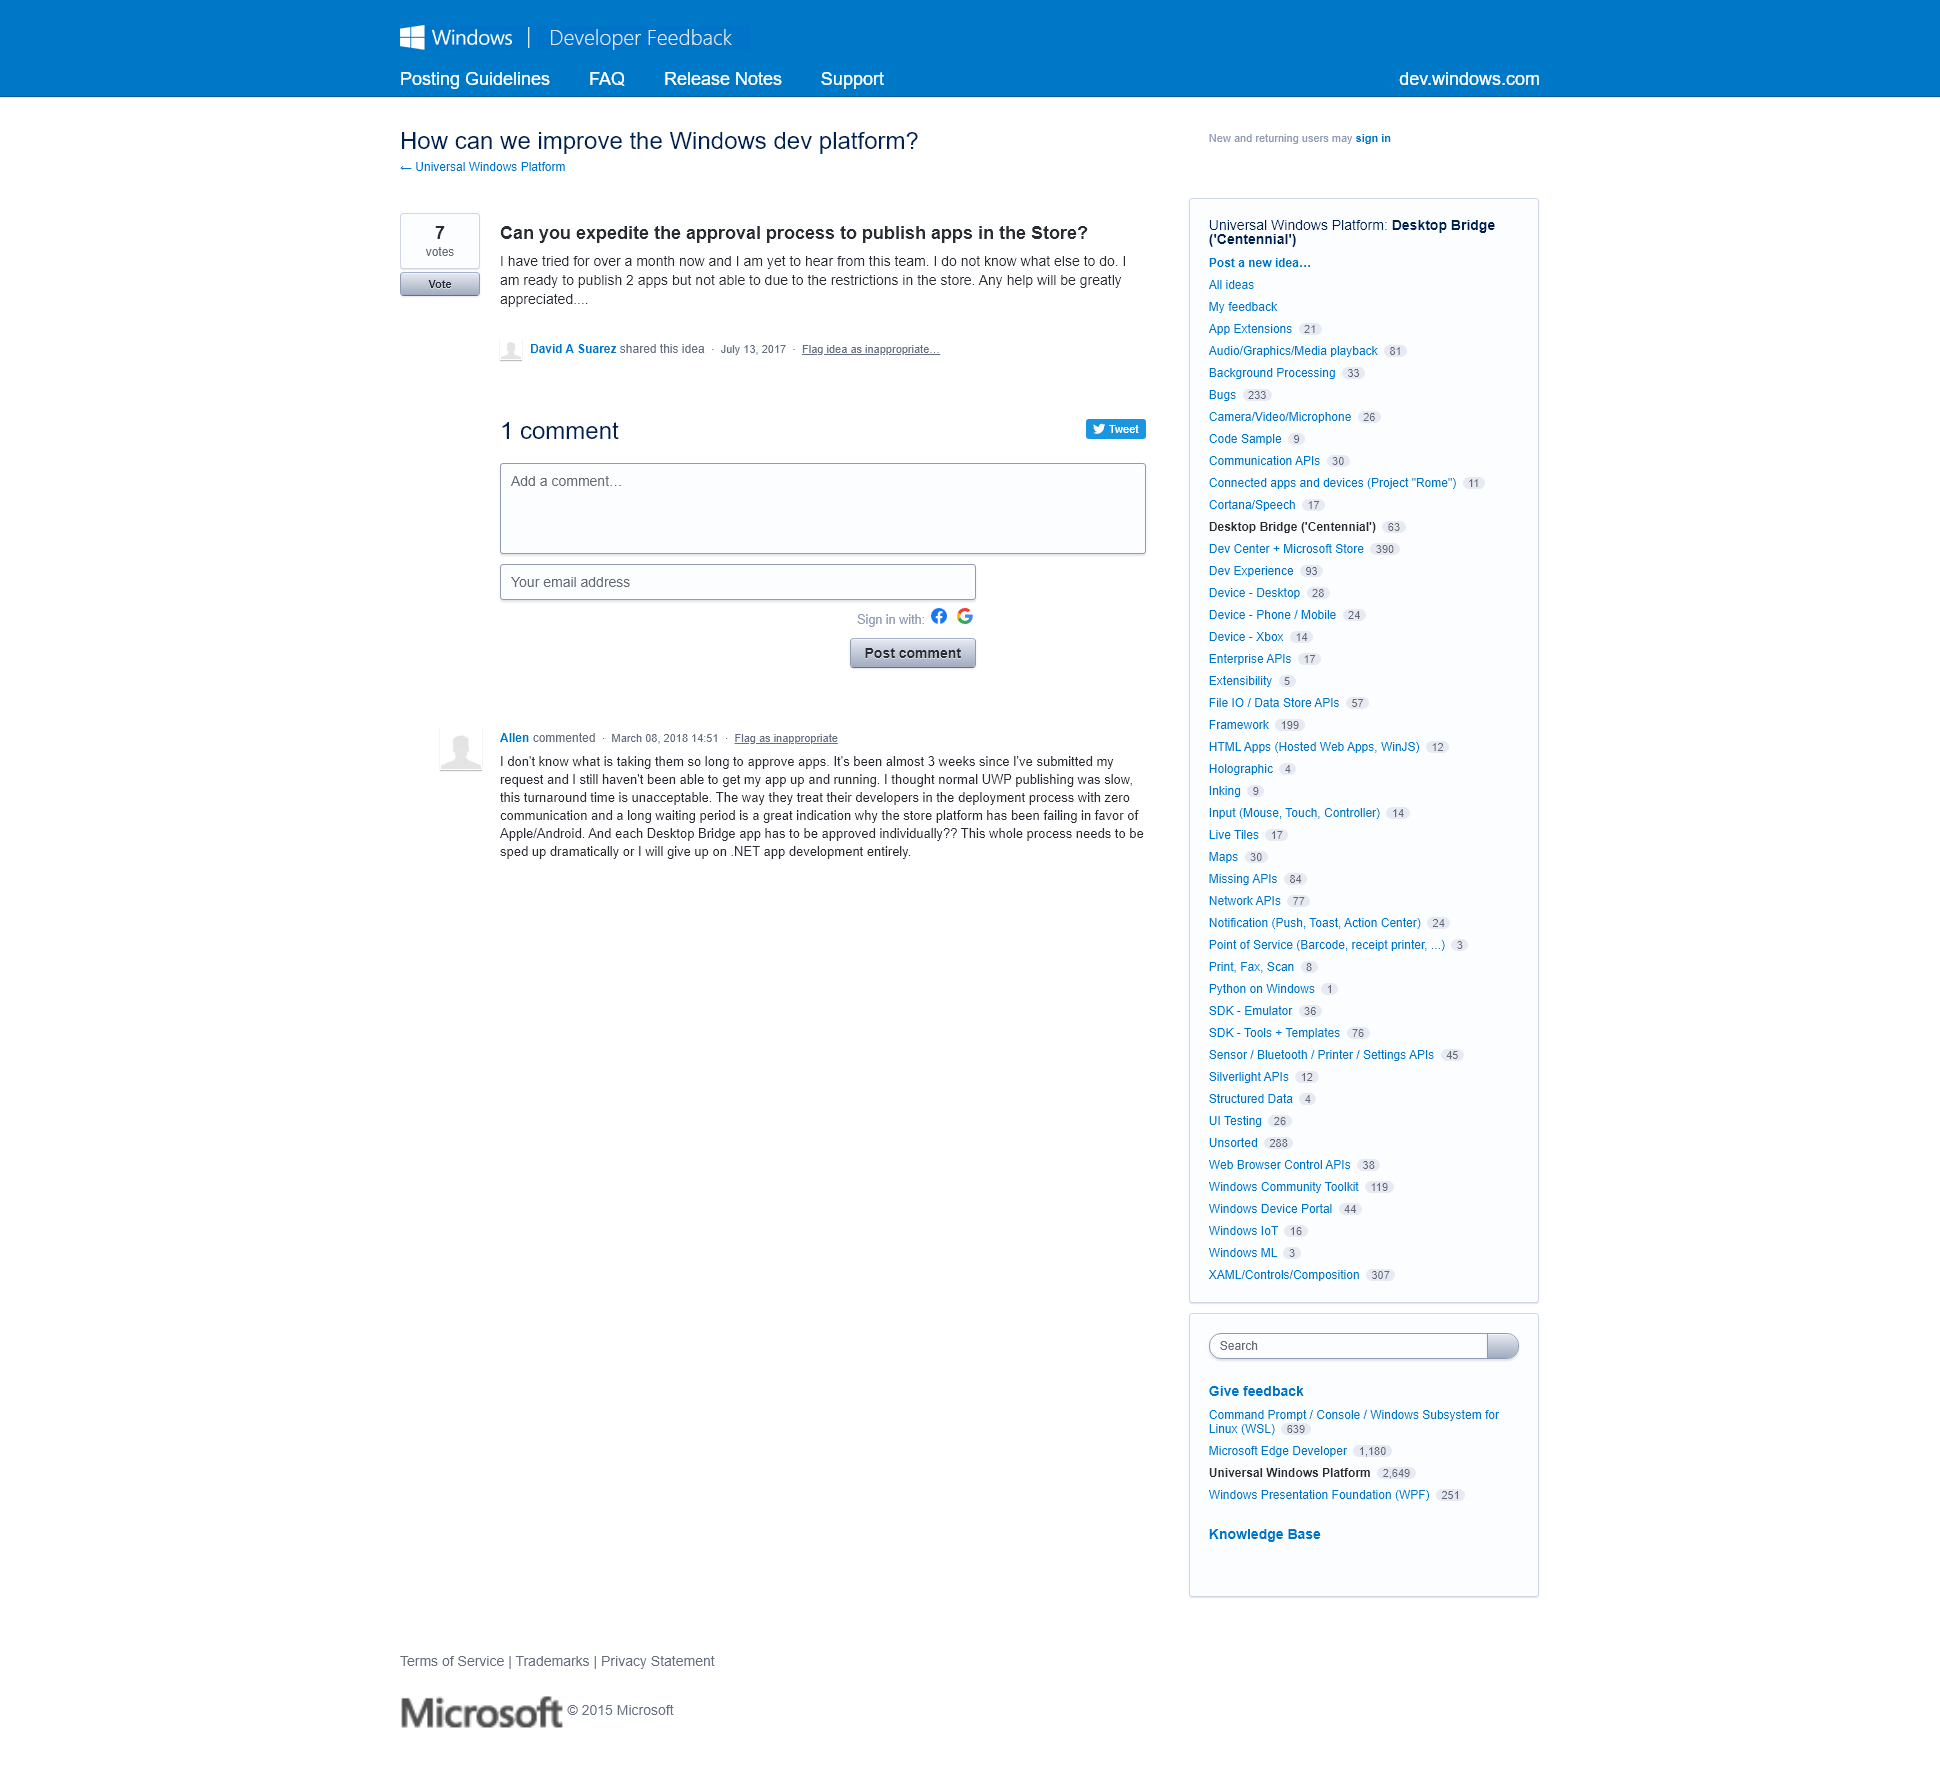 Windows | Developer Feedback
Posting Guidelines FAQ Release Notes Support dev.windows.com
How can we improve the Windows dev platform?
← Universal Windows Platform
New and returning users may sign in
7
votes
Vote
Can you expedite the approval process to publish apps in the Store?
I have tried for over a month now and I am yet to hear from this team. I do not know what else to do. I
am ready to publish 2 apps but not able to due to the restrictions in the store. Any help will be greatly
appreciated....
David A Suarez shared this idea · July 13, 2017 · Flag idea as inappropriate…
1 comment
Tweet
Add a comment…
Your email address
Sign in with:
Post comment
Allen commented · March 08, 2018 14:51 · Flag as inappropriate
I don't know what is taking them so long to approve apps. It's been almost 3 weeks since I've submitted my
request and I still haven't been able to get my app up and running. I thought normal UWP publishing was slow,
this turnaround time is unacceptable. The way they treat their developers in the deployment process with zero
communication and a long waiting period is a great indication why the store platform has been failing in favor of
Apple/Android. And each Desktop Bridge app has to be approved individually?? This whole process needs to be
sped up dramatically or I will give up on .NET app development entirely.
Universal Windows Platform: Desktop Bridge
('Centennial')
Post a new idea…
All ideas
My feedback
App Extensions 21
Audio/Graphics/Media playback 81
Background Processing 33
Bugs 233
Camera/Video/Microphone 26
Code Sample 9
Communication APIs 30
Connected apps and devices (Project "Rome") 11
Cortana/Speech 17
Desktop Bridge ('Centennial') 63
Dev Center + Microsoft Store 390
Dev Experience 93
Device - Desktop 28
Device - Phone / Mobile 24
Device - Xbox 14
Enterprise APIs 17
Extensibility 5
File IO / Data Store APIs 57
Framework 199
HTML Apps (Hosted Web Apps, WinJS) 12
Holographic 4
Inking 9
Input (Mouse, Touch, Controller) 14
Live Tiles 17
Maps 30
Missing APIs 84
Network APIs 77
Notification (Push, Toast, Action Center) 24
Point of Service (Barcode, receipt printer, ...) 3
Print, Fax, Scan 8
Python on Windows 1
SDK - Emulator 36
SDK - Tools + Templates 76
Sensor / Bluetooth / Printer / Settings APIs 45
Silverlight APIs 12
Structured Data 4
UI Testing 26
Unsorted 288
Web Browser Control APIs 38
Windows Community Toolkit 119
Windows Device Portal 44
Windows IoT 16
Windows ML 3
XAML/Controls/Composition 307
Search
Give feedback
Command Prompt / Console / Windows Subsystem for
Linux (WSL) 639
Microsoft Edge Developer 1,180
Universal Windows Platform 2,649
Windows Presentation Foundation (WPF) 251
Knowledge Base
Terms of Service | Trademarks | Privacy Statement
Microsoft © 2015 Microsoft